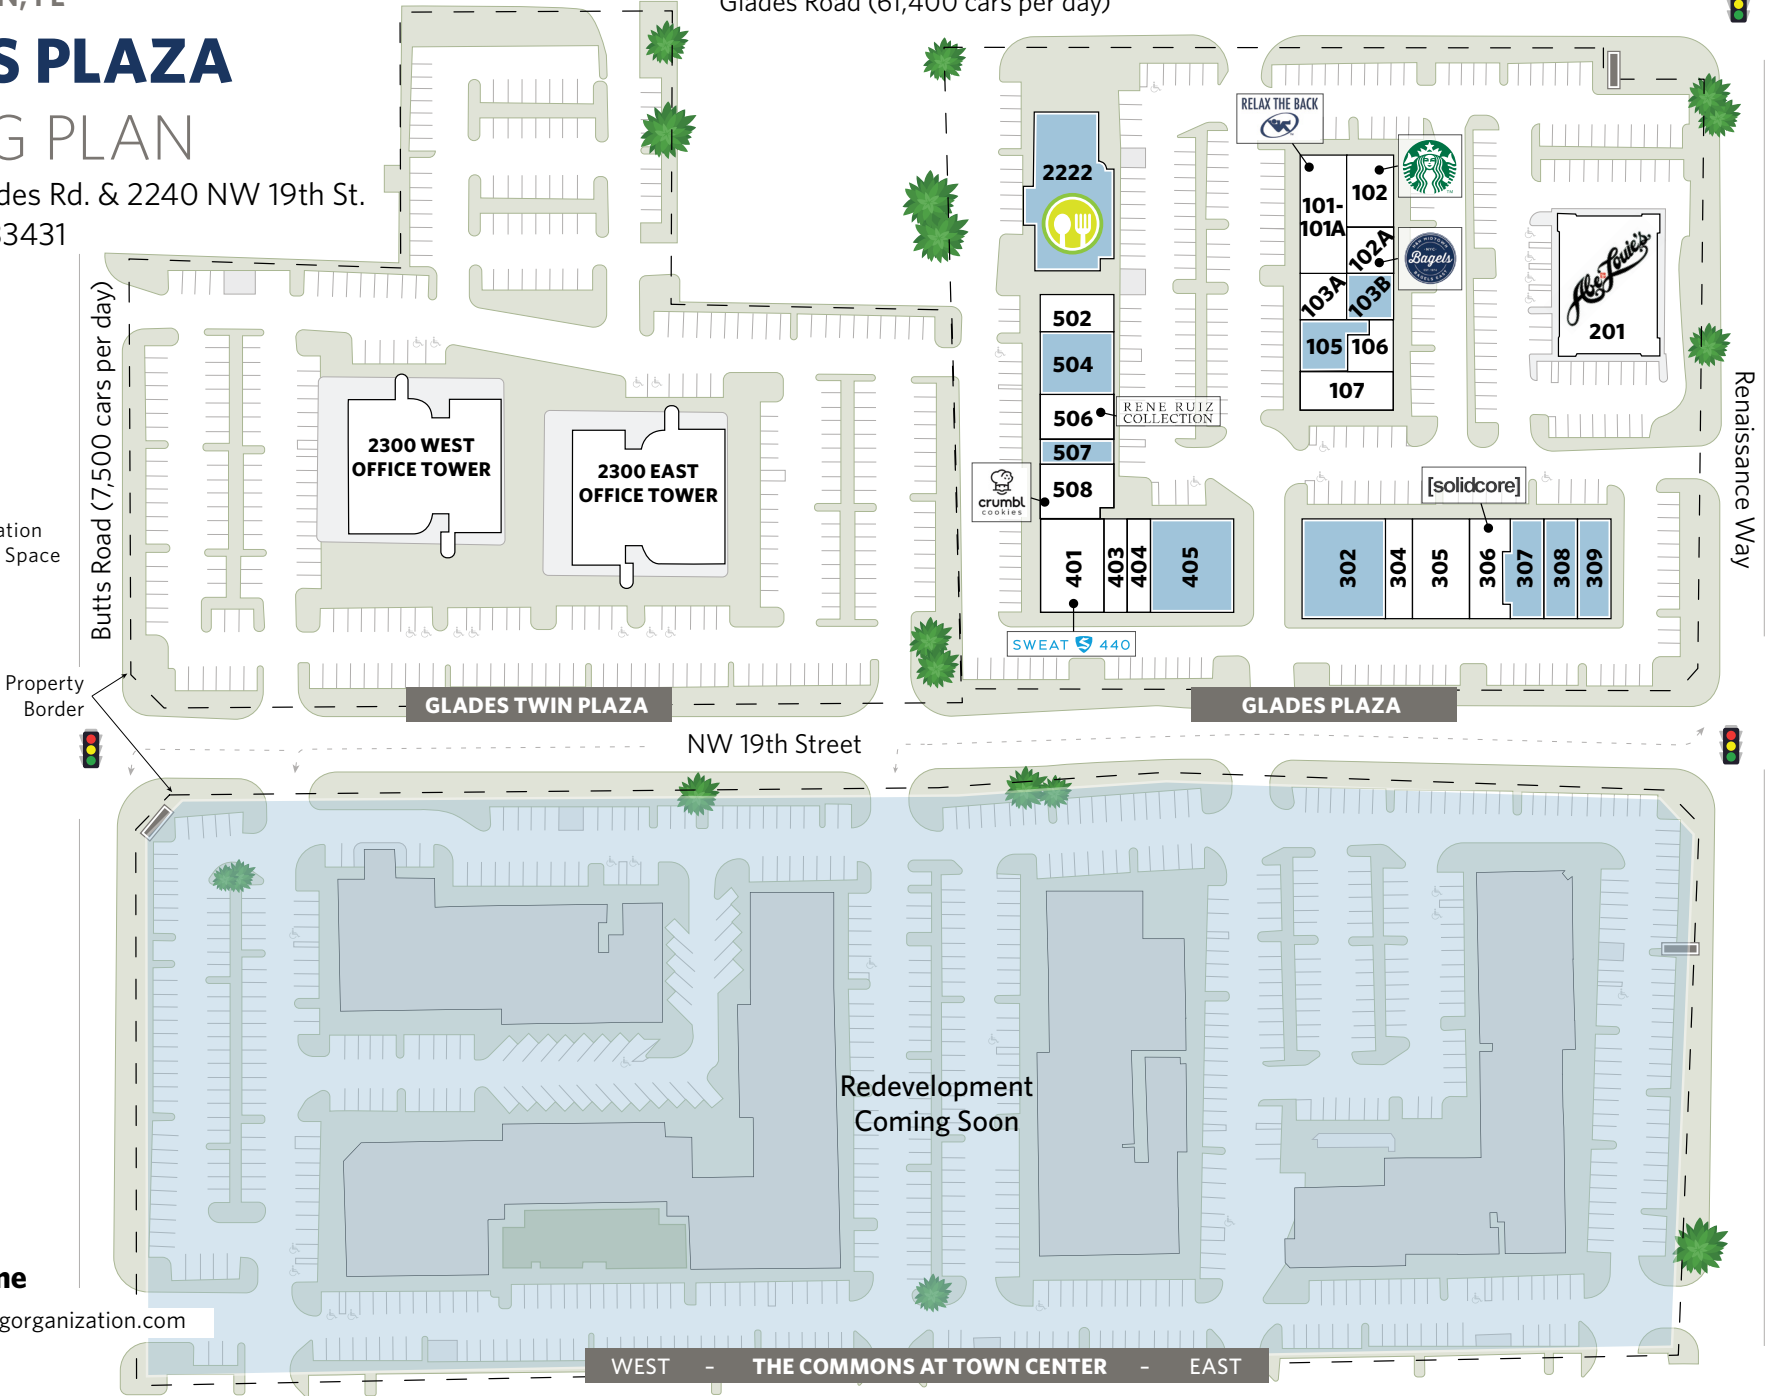 N, FL
Glades Road (61,400 cars per day)
S PLAZA
G PLAN
des Rd. & 2240 NW 19th St.
33431
RELAX THE BACK
2222
101-
101A
102
102A
Bagels
103A
103B
105
106
107
Abe & Louie's
201
502
504
506
RENE RUIZ
COLLECTION
507
508
crumbl
cookies
401
403
404
405
SWEAT 440
[solidcore]
302
304
305
306
307
308
309
Renaissance Way
Butts Road (7,500 cars per day)
2300 WEST
OFFICE TOWER
2300 EAST
OFFICE TOWER
ation
Space
Property
Border
GLADES TWIN PLAZA
GLADES PLAZA
NW 19th Street
Redevelopment
Coming Soon
ne
gorganization.com
WEST - THE COMMONS AT TOWN CENTER - EAST